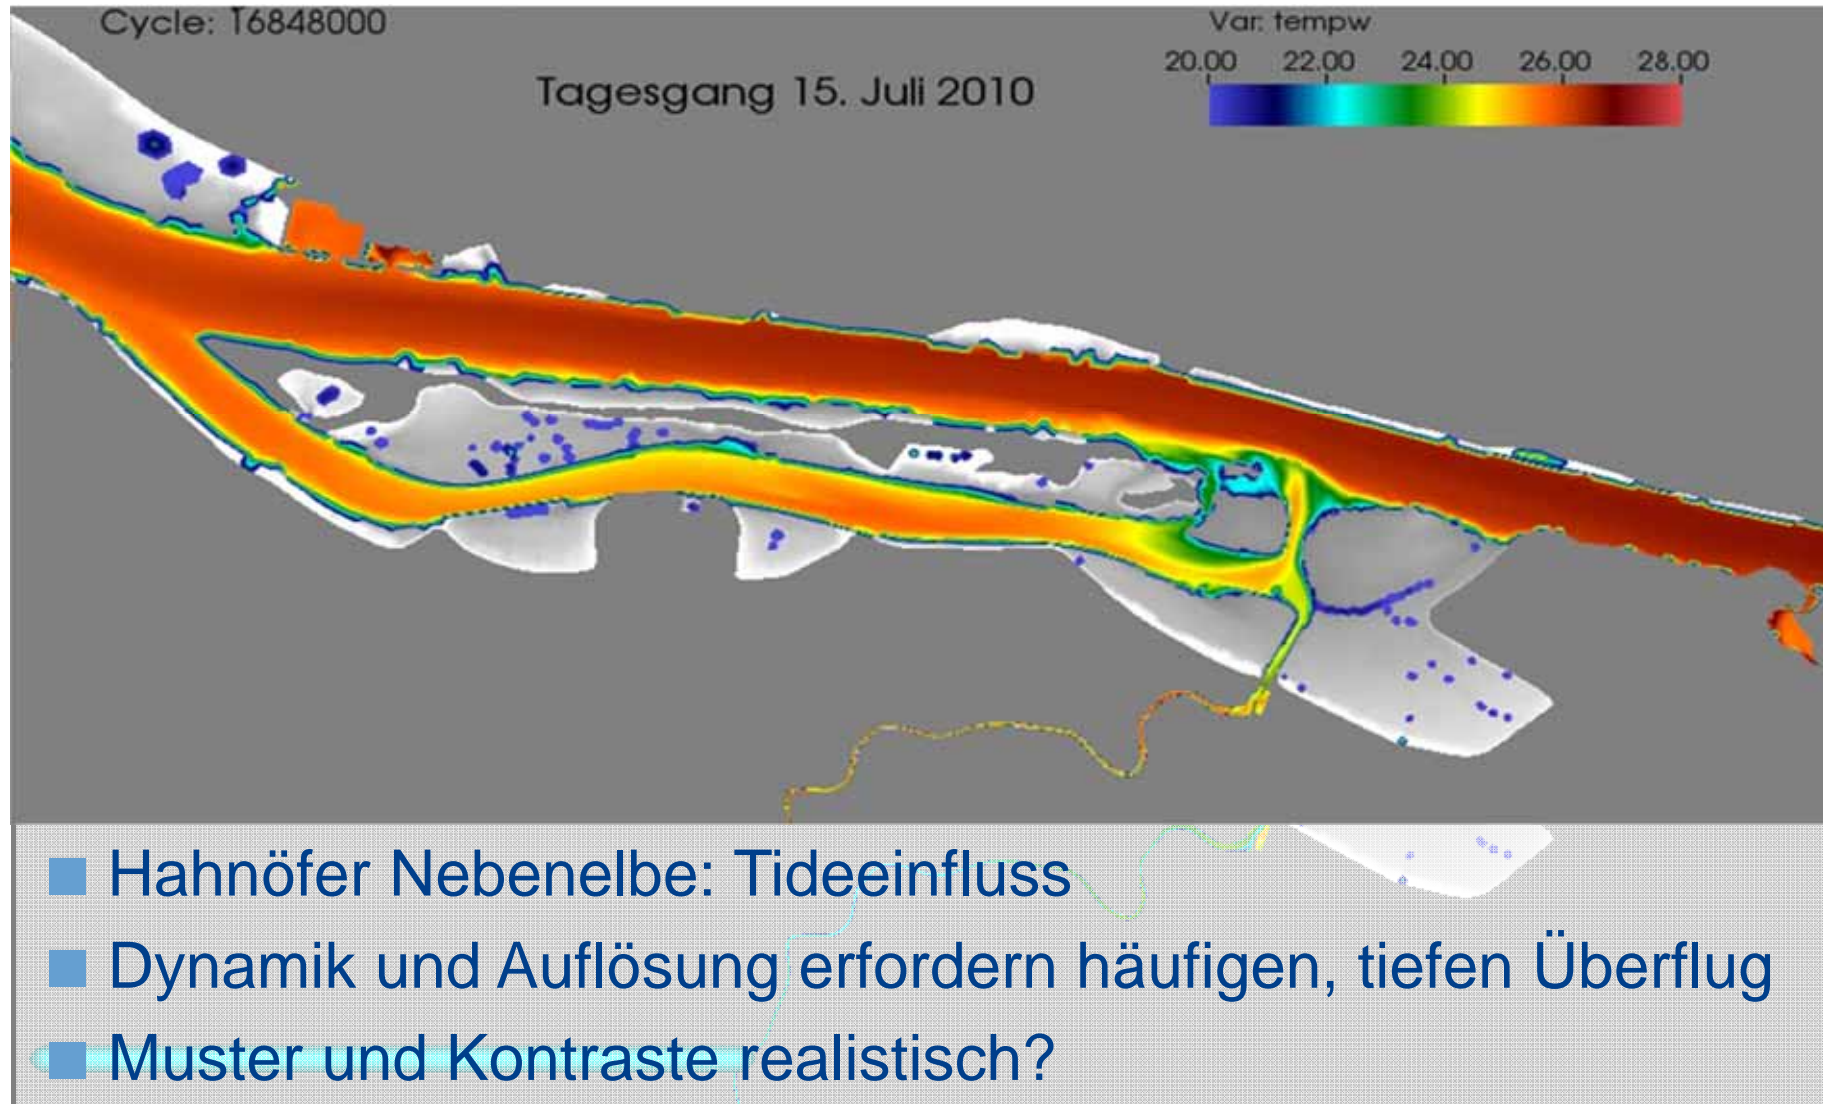 Cycle: 16848000
Var: tempw
20.00 22.00 24.00 26.00 28.00
Tagesgang 15. Juli 2010
Hahnöfer Nebenelbe: Tideeinfluss
Dynamik und Auflösung erfordern häufigen, tiefen Überflug
Muster und Kontraste realistisch?